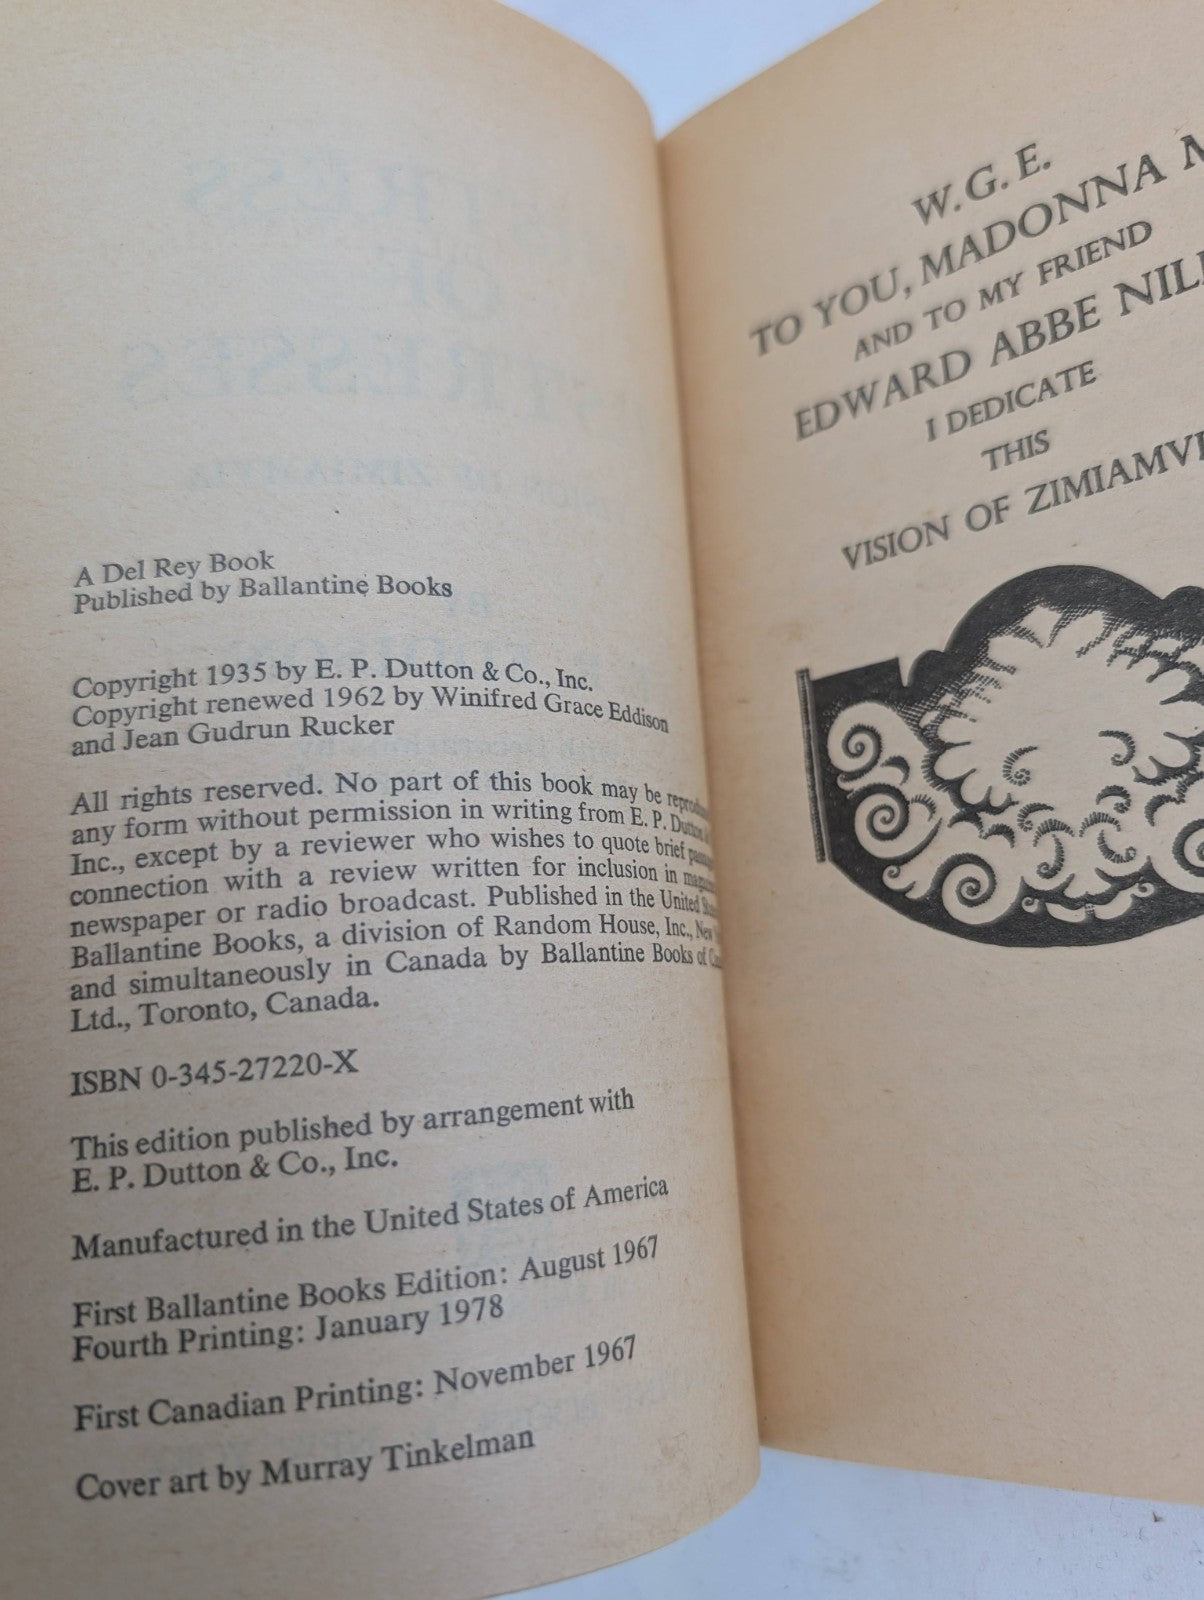 A Del Rey Book
Published by Ballantine Books
Copyright 1935 by E. P. Dutton & Co., Inc.
Copyright renewed 1962 by Winifred Grace Eddison
and Jean Gudrun Rucker
All rights reserved. No part of this book may be
any form without permission in writing from E. P. Dutton
Inc., except by a reviewer who wishes to quote brief
connection with a review written for inclusion in
newspaper or radio broadcast. Published in the United
Ballantine Books, a division of Random House, Inc., New
and simultaneously in Canada by Ballantine Books of
Ltd., Toronto, Canada.
ISBN 0-345-27220-X
This edition published by arrangement with
E. P. Dutton & Co., Inc.
Manufactured in the United States of America
First Ballantine Books Edition: August 1967
Fourth Printing: January 1978
First Canadian Printing: November 1967
Cover art by Murray Tinkelman
W.G.E.
TO YOU, MADONNA M
AND TO MY FRIEND
EDWARD ABBE
I DEDICATE
THIS
VISION OF